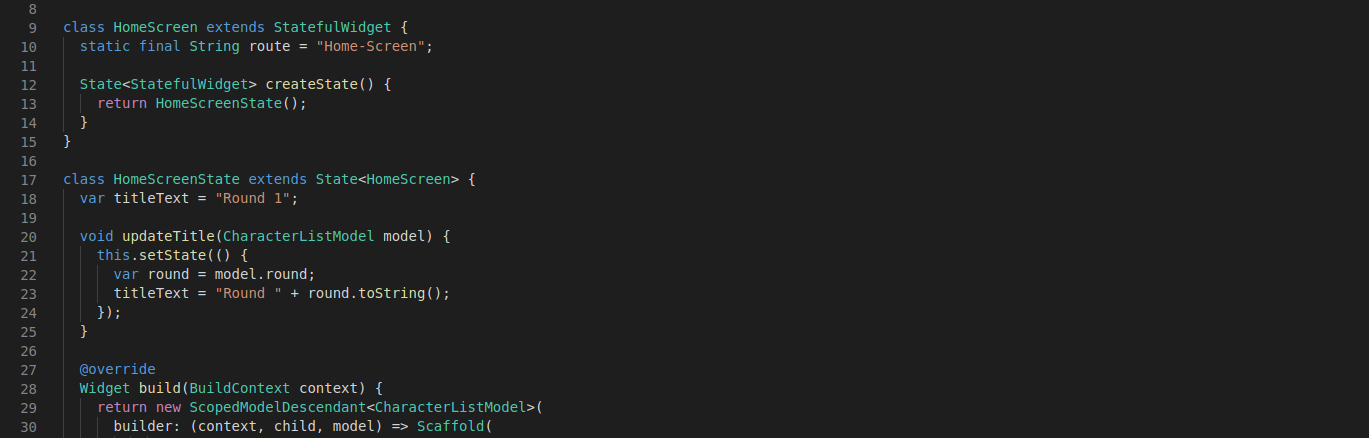 8
9 class HomeScreen extends StatefulWidget {
10   static final String route = "Home-Screen";
11
12   State<StatefulWidget> createState() {
13     return HomeScreenState();
14   }
15 }
16
17 class HomeScreenState extends State<HomeScreen> {
18   var titleText = "Round 1";
19
20   void updateTitle(CharacterListModel model) {
21     this.setState(() {
22       var round = model.round;
23       titleText = "Round " + round.toString();
24     });
25   }
26
27   @override
28   Widget build(BuildContext context) {
29     return new ScopedModelDescendant<CharacterListModel>(
30       builder: (context, child, model) => Scaffold(